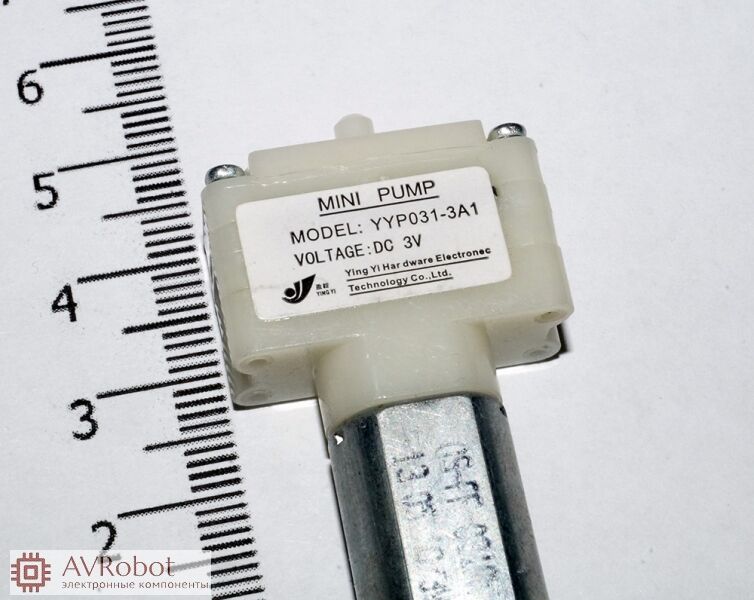 6
5
4
3
2
MINI PUMP
MODEL: YYP031-3A1
VOLTAGE:DC 3V
YING YI
Ying Yi Hardware Electronec
Technology Co.,Ltd.
AVRobot
электронные компоненты